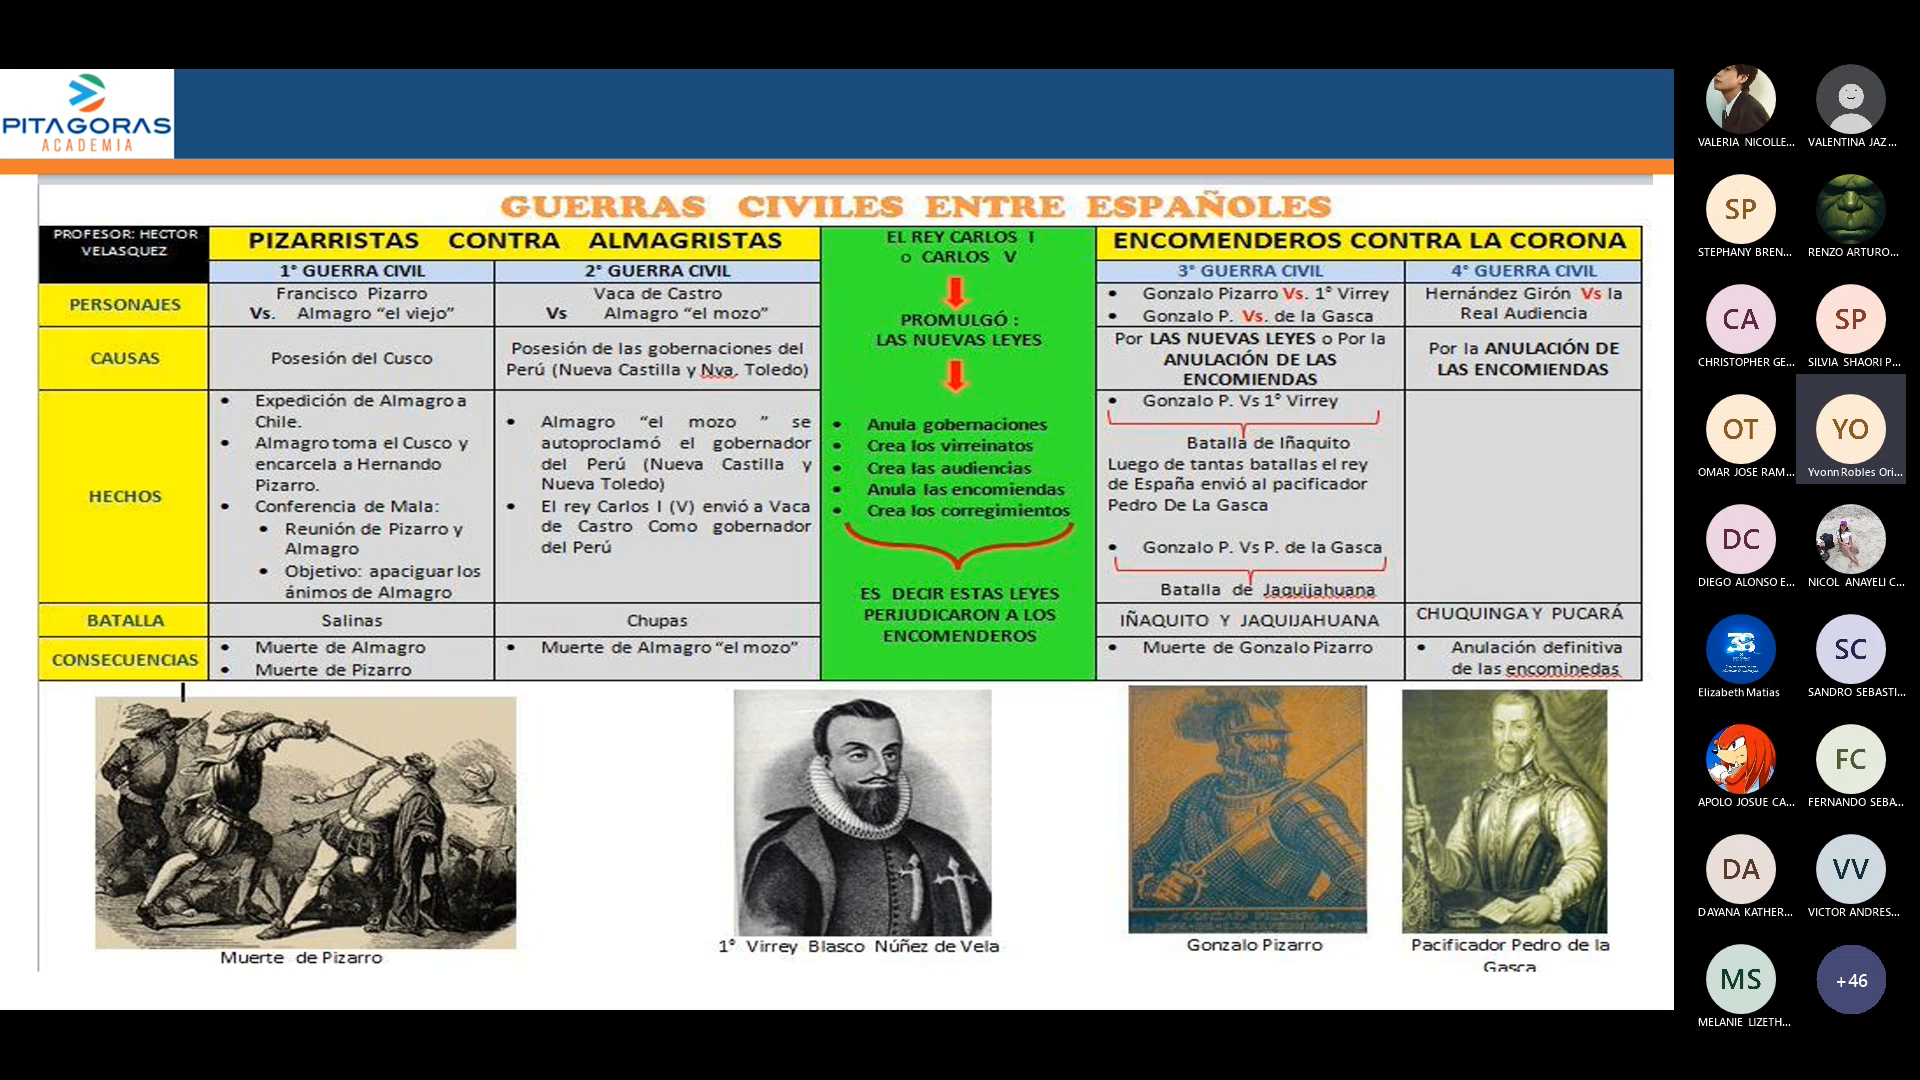 PITAGORAS
ACADEMIA
GUERRAS CIVILES ENTRE ESPAÑOLES
PROFESOR: HECTOR
VELASQUEZ
PIZARRISTAS CONTRA ALMAGRISTAS
1° GUERRA CIVIL
2° GUERRA CIVIL
EL REY CARLOS I
o CARLOS V
ENCOMENDEROS CONTRA LA CORONA
3° GUERRA CIVIL
4° GUERRA CIVIL
PERSONAJES
Francisco Pizarro
Vs. Almagro “el viejo”
Vaca de Castro
Vs Almagro “el mozo”
PROMULGÓ :
LAS NUEVAS LEYES
• Gonzalo Pizarro Vs. 1° Virrey
• Gonzalo P. Vs. de la Gasca
Hernández Girón Vs la
Real Audiencia
CAUSAS
Posesión del Cusco
Posesión de las gobernaciones del
Perú (Nueva Castilla y Nva. Toledo)
Por LAS NUEVAS LEYES o Por la
ANULACIÓN DE LAS
ENCOMIENDAS
Por la ANULACIÓN DE
LAS ENCOMIENDAS
HECHOS
• Expedición de Almagro a
Chile.
• Almagro toma el Cusco y
encarcela a Hernando
Pizarro.
• Conferencia de Mala:
• Reunión de Pizarro y
Almagro
• Objetivo: apaciguar los
ánimos de Almagro
• Almagro “el mozo ” se
autoproclamó el gobernador
del Perú (Nueva Castilla y
Nueva Toledo)
• El rey Carlos I (V) envió a Vaca
de Castro Como gobernador
del Perú
• Anula gobernaciones
• Crea los virreinatos
• Crea las audiencias
• Anula las encomiendas
• Crea los corregimientos
ES DECIR ESTAS LEYES
PERJUDICARON A LOS
ENCOMENDEROS
• Gonzalo P. Vs 1° Virrey
Batalla de Iñaquito
Luego de tantas batallas el rey
de España envió al pacificador
Pedro De La Gasca
• Gonzalo P. Vs P. de la Gasca
Batalla de Jaquijahuana
BATALLA
Salinas
Chupas
IÑAQUITO Y JAQUIJAHUANA
CHUQUINGA Y PUCARÁ
CONSECUENCIAS
• Muerte de Almagro
• Muerte de Pizarro
• Muerte de Almagro “el mozo”
• Muerte de Gonzalo Pizarro
• Anulación definitiva
de las encominedas
Muerte de Pizarro
1° Virrey Blasco Núñez de Vela
Gonzalo Pizarro
Pacificador Pedro de la
Gasca
VALERIA NICOLLE...
VALENTINA JAZ...
SP
STEPHANY BREN...
RENZO ARTURO...
CA
CHRISTOPHER GE...
SP
SILVIA SHAORI P...
OT
OMAR JOSE RAM...
YO
Yvonn Robles Ori...
DC
DIEGO ALONSO E...
NICOL ANAYELI C...
Elizabeth Matias
SC
SANDRO SEBASTI...
APOLO JOSUE CA...
FC
FERNANDO SEBA...
DA
DAYANA KATHER...
VV
VICTOR ANDRES...
MS
MELANIE LIZETH...
+46